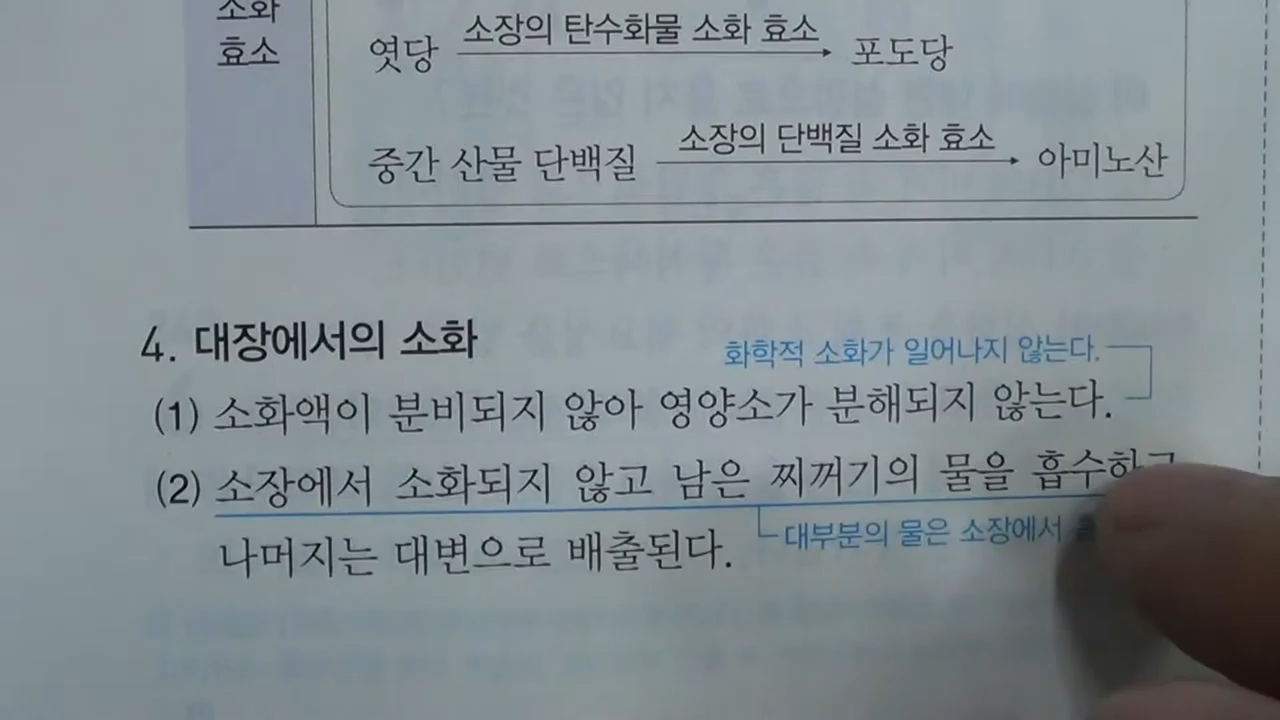 소화
효소
소장의 탄수화물 소화 효소
엿당 → 포도당
소장의 단백질 소화 효소
중간 산물 단백질 → 아미노산
4. 대장에서의 소화
화학적 소화가 일어나지 않는다.
(1) 소화액이 분비되지 않아 영양소가 분해되지 않는다.
(2) 소장에서 소화되지 않고 남은 찌꺼기의 물을 흡수하고
대부분의 물은 소장에서
나머지는 대변으로 배출된다.